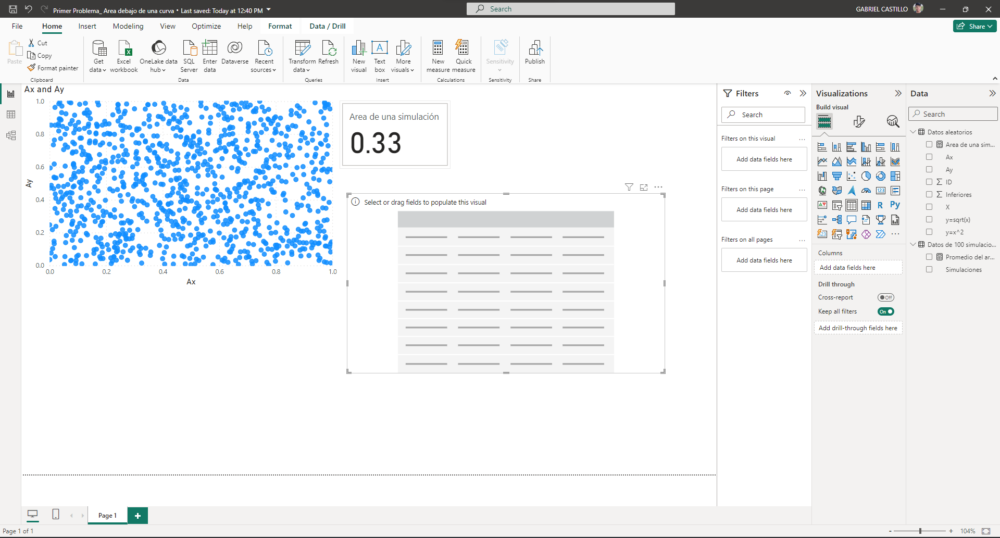 Primer Problema_ Area debajo de una curva • Last saved: Today at 12:40 PM
Search
GABRIEL CASTILLO
File
Home
Insert
Modeling
View
Optimize
Help
Format
Data / Drill
Share
Paste
Cut
Copy
Format painter
Clipboard
Get data
Excel workbook
OneLake data hub
SQL Server
Enter data
Dataverse
Recent sources
Data
Transform data
Refresh
Queries
New visual
Text box
More visuals
Insert
New measure
Quick measure
Calculations
Sensitivity
Sensitivity
Publish
Share
Ax and Ay
1.0
0.8
0.6
0.4
0.2
0.0
Ay
0.0
0.2
0.4
0.6
0.8
1.0
Ax
Area de una simulación
0.33
Select or drag fields to populate this visual
Filters
Search
Filters on this visual
Add data fields here
Filters on this page
Add data fields here
Filters on all pages
Add data fields here
Visualizations
Build visual
123
R
Py
123
Columns
Add data fields here
Drill through
Cross-report
Off
Keep all filters
On
Add drill-through fields here
Data
Search
Datos aleatorios
Area de una sim...
Ax
Ay
ID
Inferiores
X
y=sqrt(x)
y=x^2
Datos de 100 simulacio...
Promedio del ar...
Simulaciones
Page 1
Page 1 of 1
104%